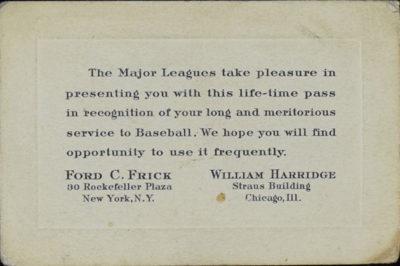 The Major Leagues take pleasure in
presenting you with this life-time pass
in recognition of your long and meritorious
service to Baseball. We hope you will find
opportunity to use it frequently.
FORD C. FRICK
30 Rockefeller Plaza
New York, N.Y.
WILLIAM HARRIDGE
Straus Building
Chicago, Ill.